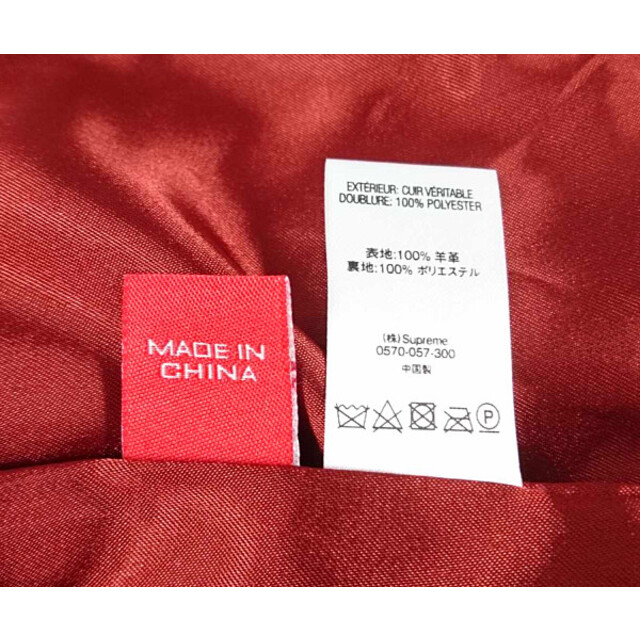 MADE IN
CHINA
EXTÉRIEUR: CUIR VÉRITABLE
DOUBLURE: 100% POLYESTER
表地:100% 羊革
裏地:100% ポリエステル
(株) Supreme
0570-057-300
中国製
P